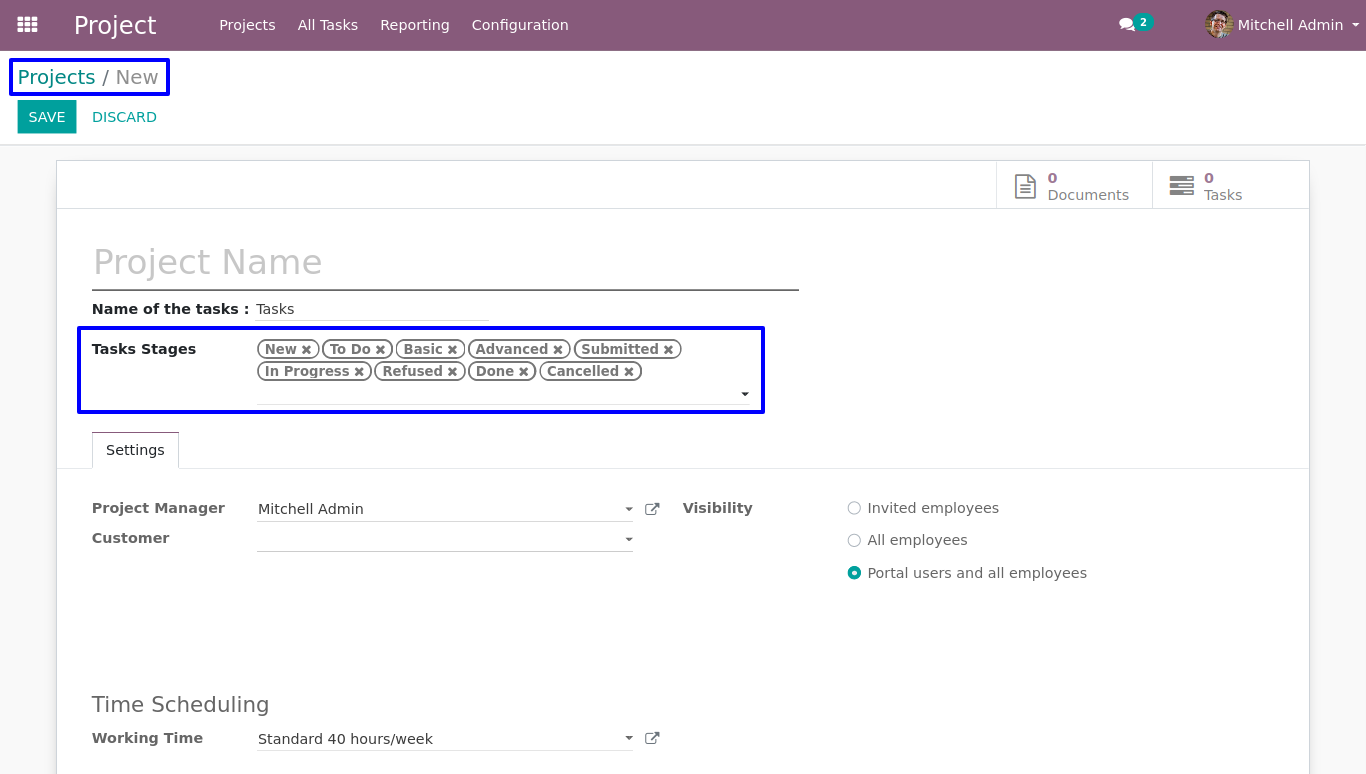 Project Projects All Tasks Reporting Configuration 2 Mitchell Admin
Projects / New
SAVE DISCARD
0 Documents 0 Tasks
Project Name
Name of the tasks : Tasks
Tasks Stages New To Do Basic Advanced Submitted
In Progress Refused Done Cancelled
Settings
Project Manager Mitchell Admin Visibility Invited employees
Customer All employees
Portal users and all employees
Time Scheduling
Working Time Standard 40 hours/week